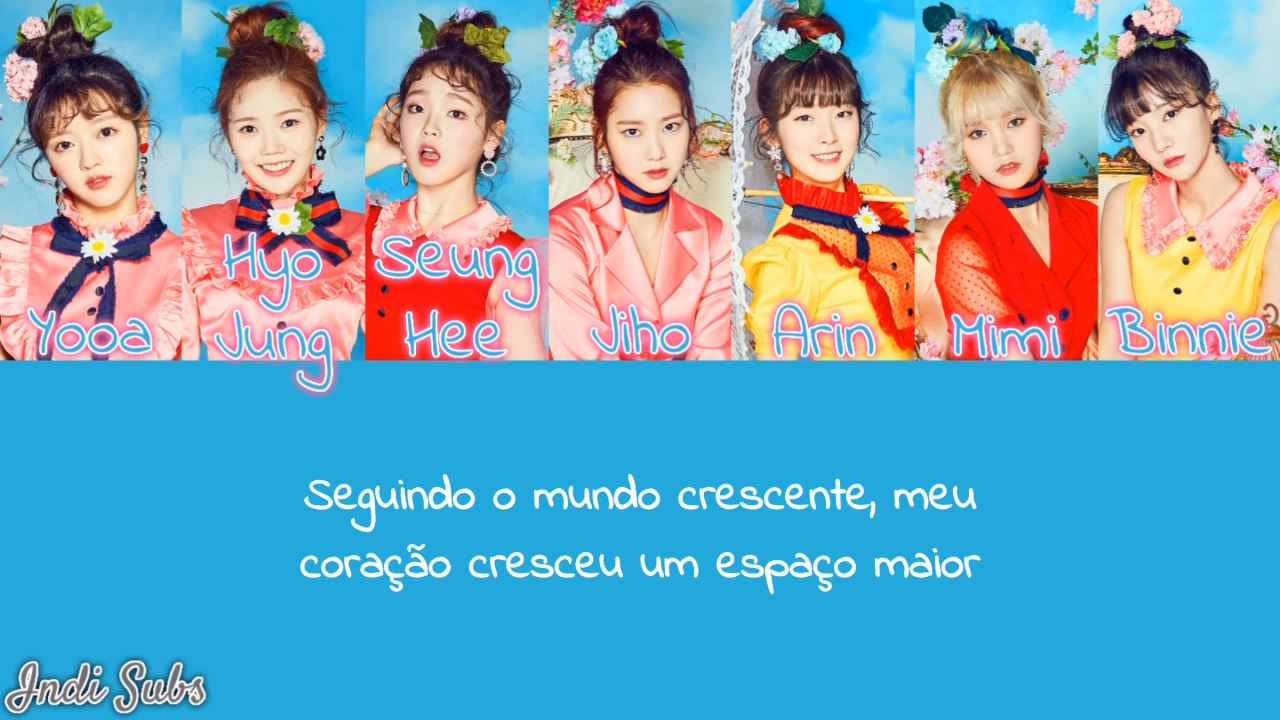 Yooa
Hyo
Jung
Seung
Hee
Jiho
Arin
Mimi
Binnie
Seguindo o mundo crescente, meu
coração cresceu um espaço maior
Indi Subs